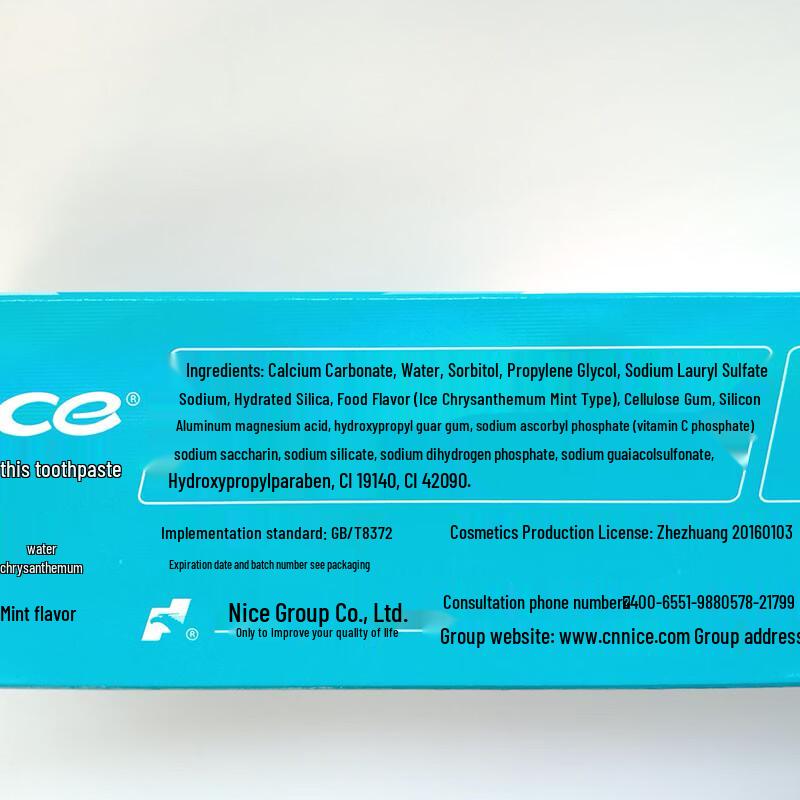 Ingredients: Calcium Carbonate, Water, Sorbitol, Propylene Glycol, Sodium Lauryl Sulfate
Sodium, Hydrated Silica, Food Flavor (Ice Chrysanthemum Mint Type), Cellulose Gum, Silicon
Aluminum magnesium acid, hydroxypropyl guar gum, sodium ascorbyl phosphate (vitamin C phosphate)
sodium saccharin, sodium silicate, sodium dihydrogen phosphate, sodium guaiacolsulfonate,
Hydroxypropylparaben, CI 19140, CI 42090.
ce®
this toothpaste
water
chrysanthemum
Mint flavor
Implementation standard: GB/T8372
Cosmetics Production License: Zhezhuang 20160103
Expiration date and batch number see packaging
Nice Group Co., Ltd.
Only to Improve your quality of life
®
Consultation phone number 400-6551-9880578-21799
Group website: www.cnnice.com Group address